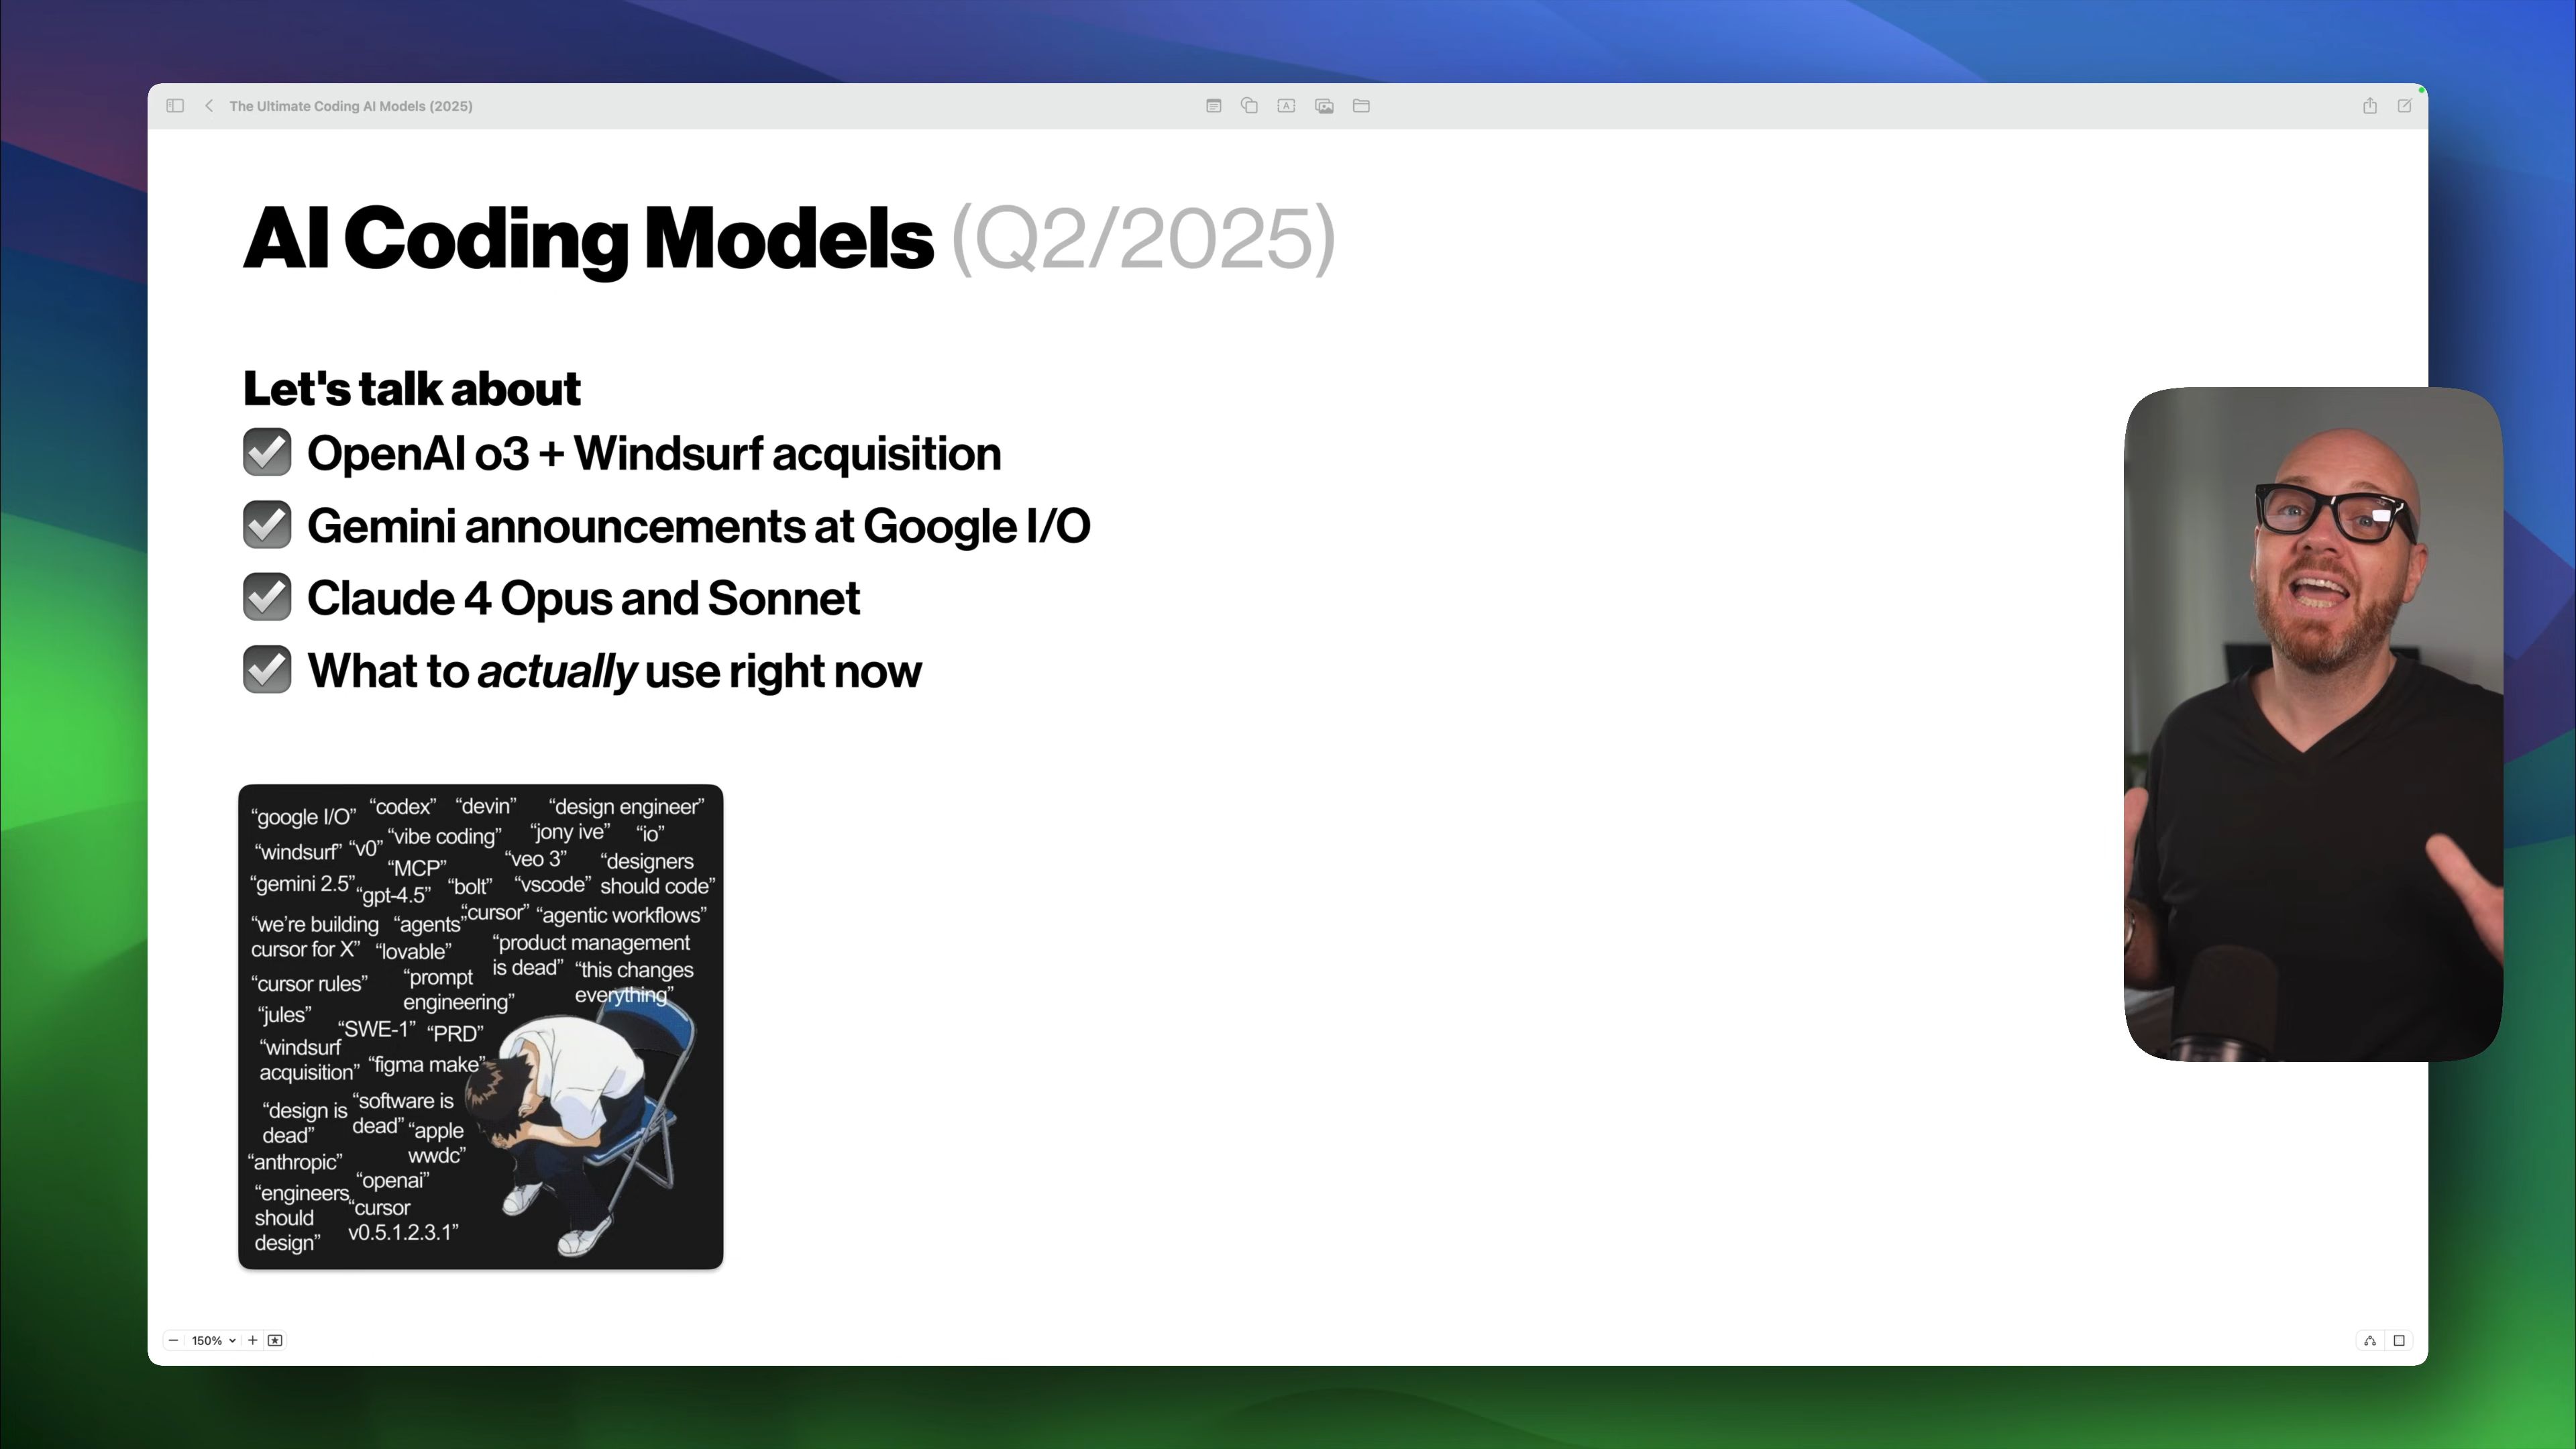 The Ultimate Coding AI Models (2025)
AI Coding Models (Q2/2025)
Let's talk about
OpenAI o3 + Windsurf acquisition
Gemini announcements at Google I/O
Claude 4 Opus and Sonnet
What to actually use right now
“google I/O”
“codex”
“devin”
“design engineer”
“vibe coding”
“jony ive”
“io”
“windsurf”
“v0”
“MCP”
“veo 3”
“designers
should code”
“gemini 2.5”
“gpt-4.5”
“bolt”
“vscode”
“we’re building
cursor for X”
“agents”
“cursor”
“agentic workflows”
“lovable”
“product management
is dead”
“this changes
everything”
“cursor rules”
“prompt
engineering”
“jules”
“SWE-1”
“PRD”
“windsurf
acquisition”
“figma make”
“design is
dead”
“software is
dead”
“apple
wwdc”
“anthropic”
“openai”
“engineers
should
design”
“cursor
v0.5.1.2.3.1”
150%